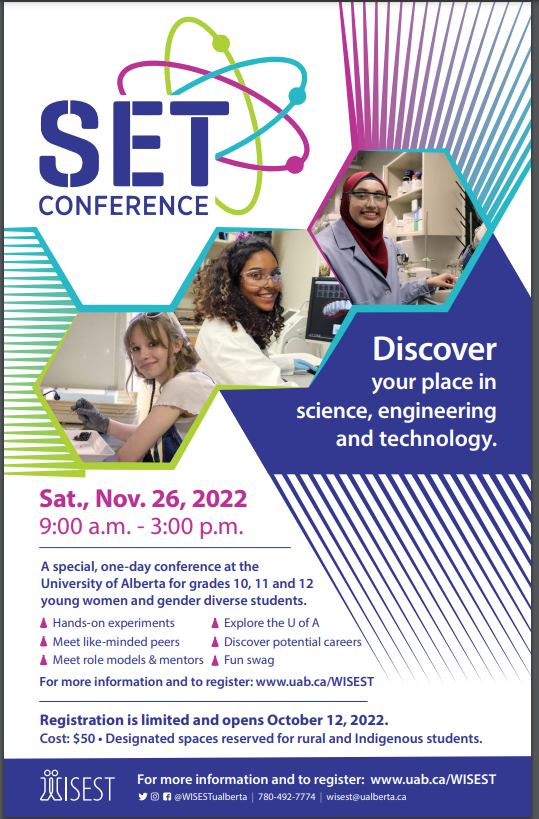 SET
CONFERENCE
Discover
your place in
science, engineering
and technology.
Sat., Nov. 26, 2022
9:00 a.m. - 3:00 p.m.
A special, one-day conference at the
University of Alberta for grades 10, 11 and 12
young women and gender diverse students.
Hands-on experiments
Explore the U of A
Meet like-minded peers
Discover potential careers
Meet role models & mentors
Fun swag
For more information and to register: www.uab.ca/WISEST
Registration is limited and opens October 12, 2022.
Cost: $50 • Designated spaces reserved for rural and Indigenous students.
WISEST
For more information and to register: www.uab.ca/WISEST
@WISESTualberta | 780-492-7774 | wisest@ualberta.ca